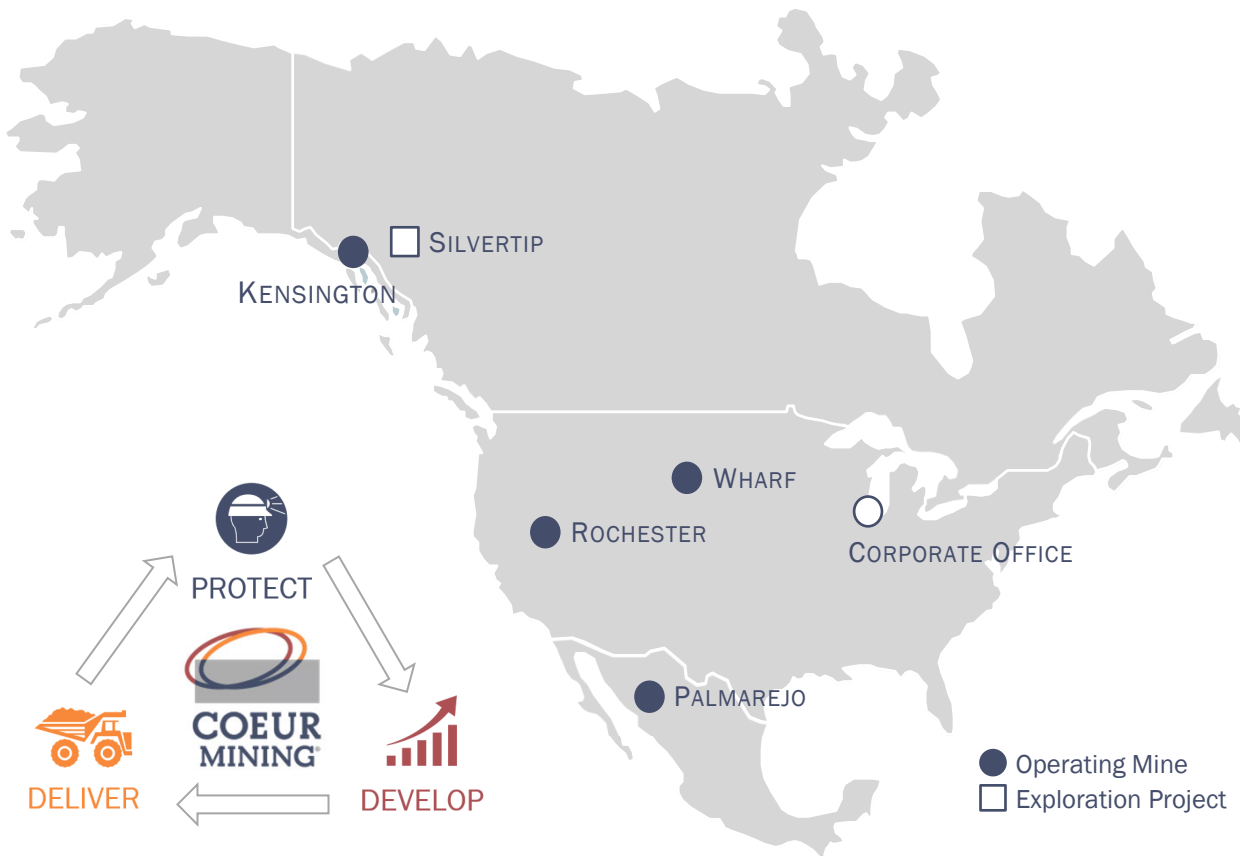 SILVERTIP
KENSINGTON
WHARF
ROCHESTER
CORPORATE OFFICE
PALMAREJO
PROTECT
COEUR
MINING®
DELIVER
DEVELOP
Operating Mine
Exploration Project